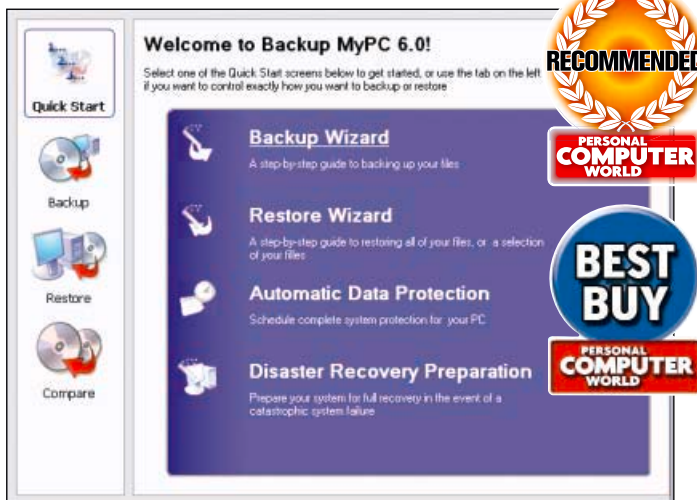 Quick Start
Backup
Restore
Compare
Welcome to Backup MyPC 6.0!
Select one of the Quick Start screens below to get started, or use the tab on the left
if you want to control exactly how you want to backup or restore
Backup Wizard
A step-by-step guide to backing up your files
Restore Wizard
A step-by-step guide to restoring all of your files, or a selection
of your files
Automatic Data Protection
Schedule complete system protection for your PC
Disaster Recovery Preparation
Prepare your system for full recovery in the event of a
catastrophic system failure
RECOMMENDED
PERSONAL
COMPUTER
WORLD
BEST
BUY
PERSONAL
COMPUTER
WORLD